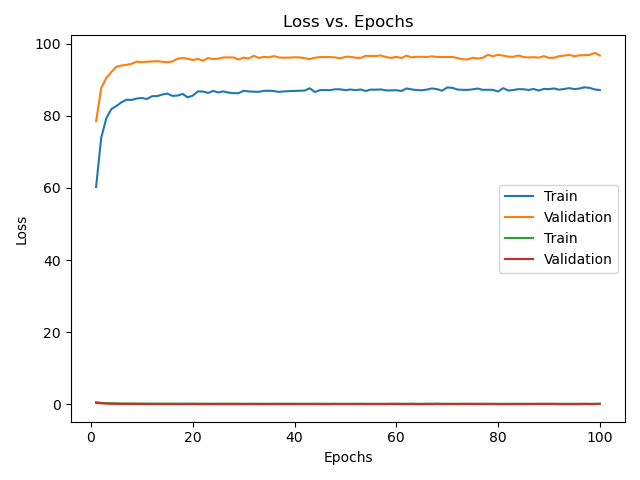 Loss vs. Epochs
100
80
60
40
20
0
Loss
Train
Validation
Train
Validation
0 20 40 60 80 100
Epochs